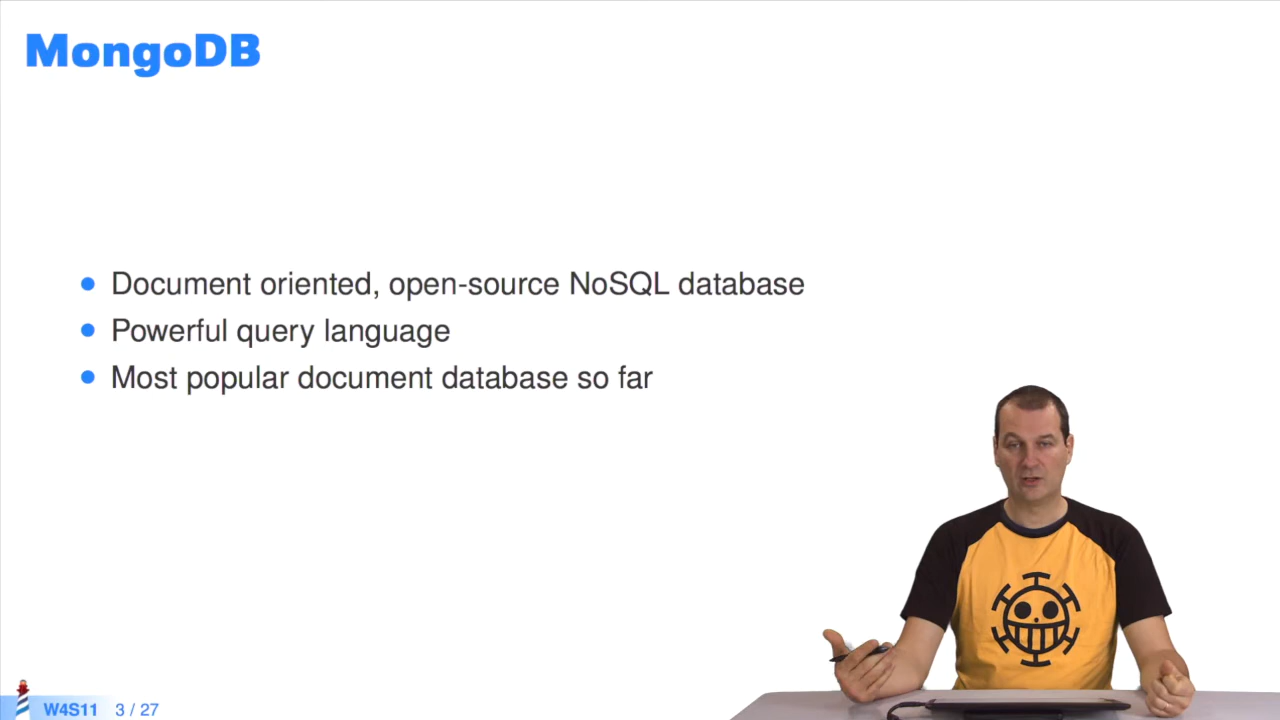 MongoDB
Document oriented, open-source NoSQL database
Powerful query language
Most popular document database so far
W4S11 3 / 27